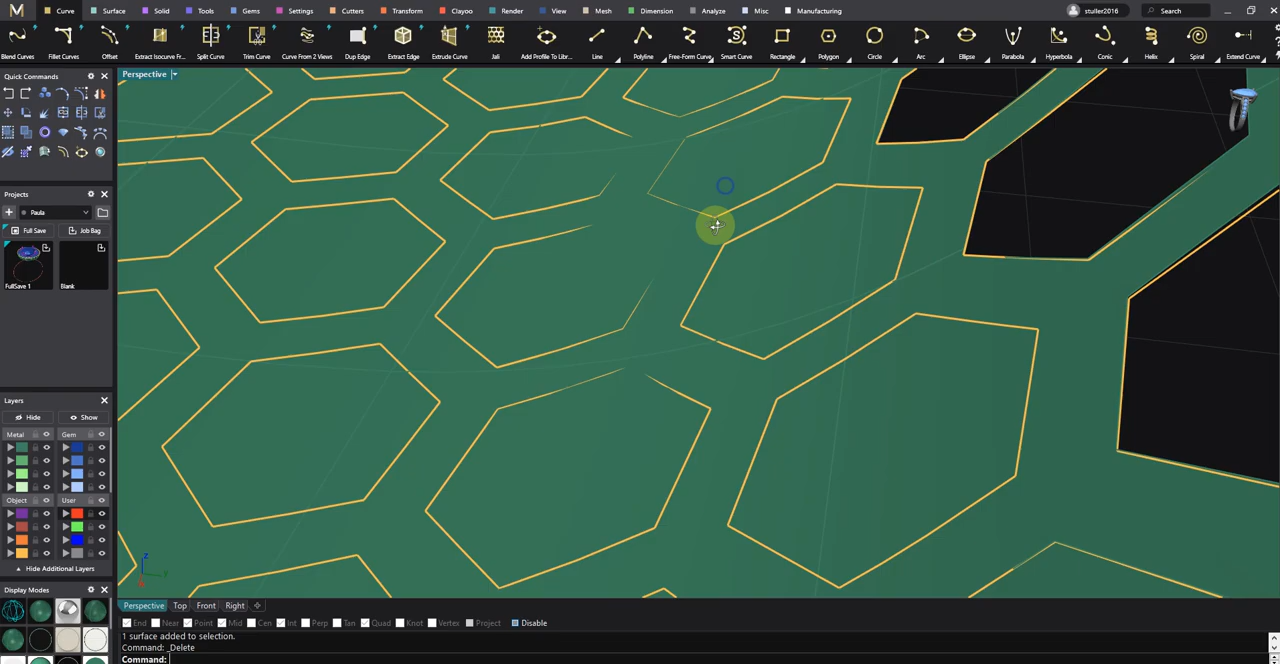 Curve Surface Solid Tools Gems Settings Cutters Transform Clayoo Render View Mesh Dimension Analyze Misc Manufacturing stuller2016 Search
Blend Curves Fillet Curves Offset Extract Isocurve Fr... Split Curve Trim Curve Curve From 2 Views Dup Edge Extract Edge Extrude Curve Jali Add Profile To Libr... Line Polyline Free-Form Curve Smart Curve Rectangle Polygon Circle Arc Ellipse Parabola Hyperbola Conic Helix Spiral Extend Curve
Quick Commands
Perspective
Projects
Paula
Full Save Job Bag
FullSave 1 Blank
Layers
Hide Show
Metal Gem
Object User
Hide Additional Layers
Display Modes
z
Perspective Top Front Right
End Near Point Mid Cen Int Perp Tan Quad Knot Vertex Project Disable
1 surface added to selection.
Command: _Delete
Command: